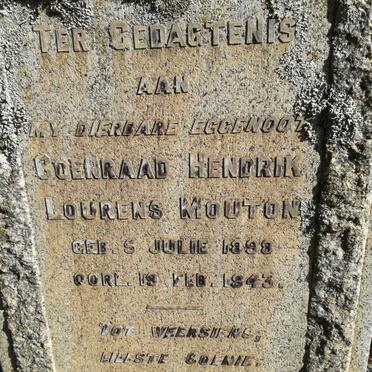 TER GEDAGTENIS
AAN
MY DIERBARE EGGENOOT
COENRAAD HENDRIK
LOURENS MOUTON
GEB. 5 JULIE 1898
OORL. 19 FEB. 1943.
TOT WEERSIENS,
LIEFSTE COENIE.